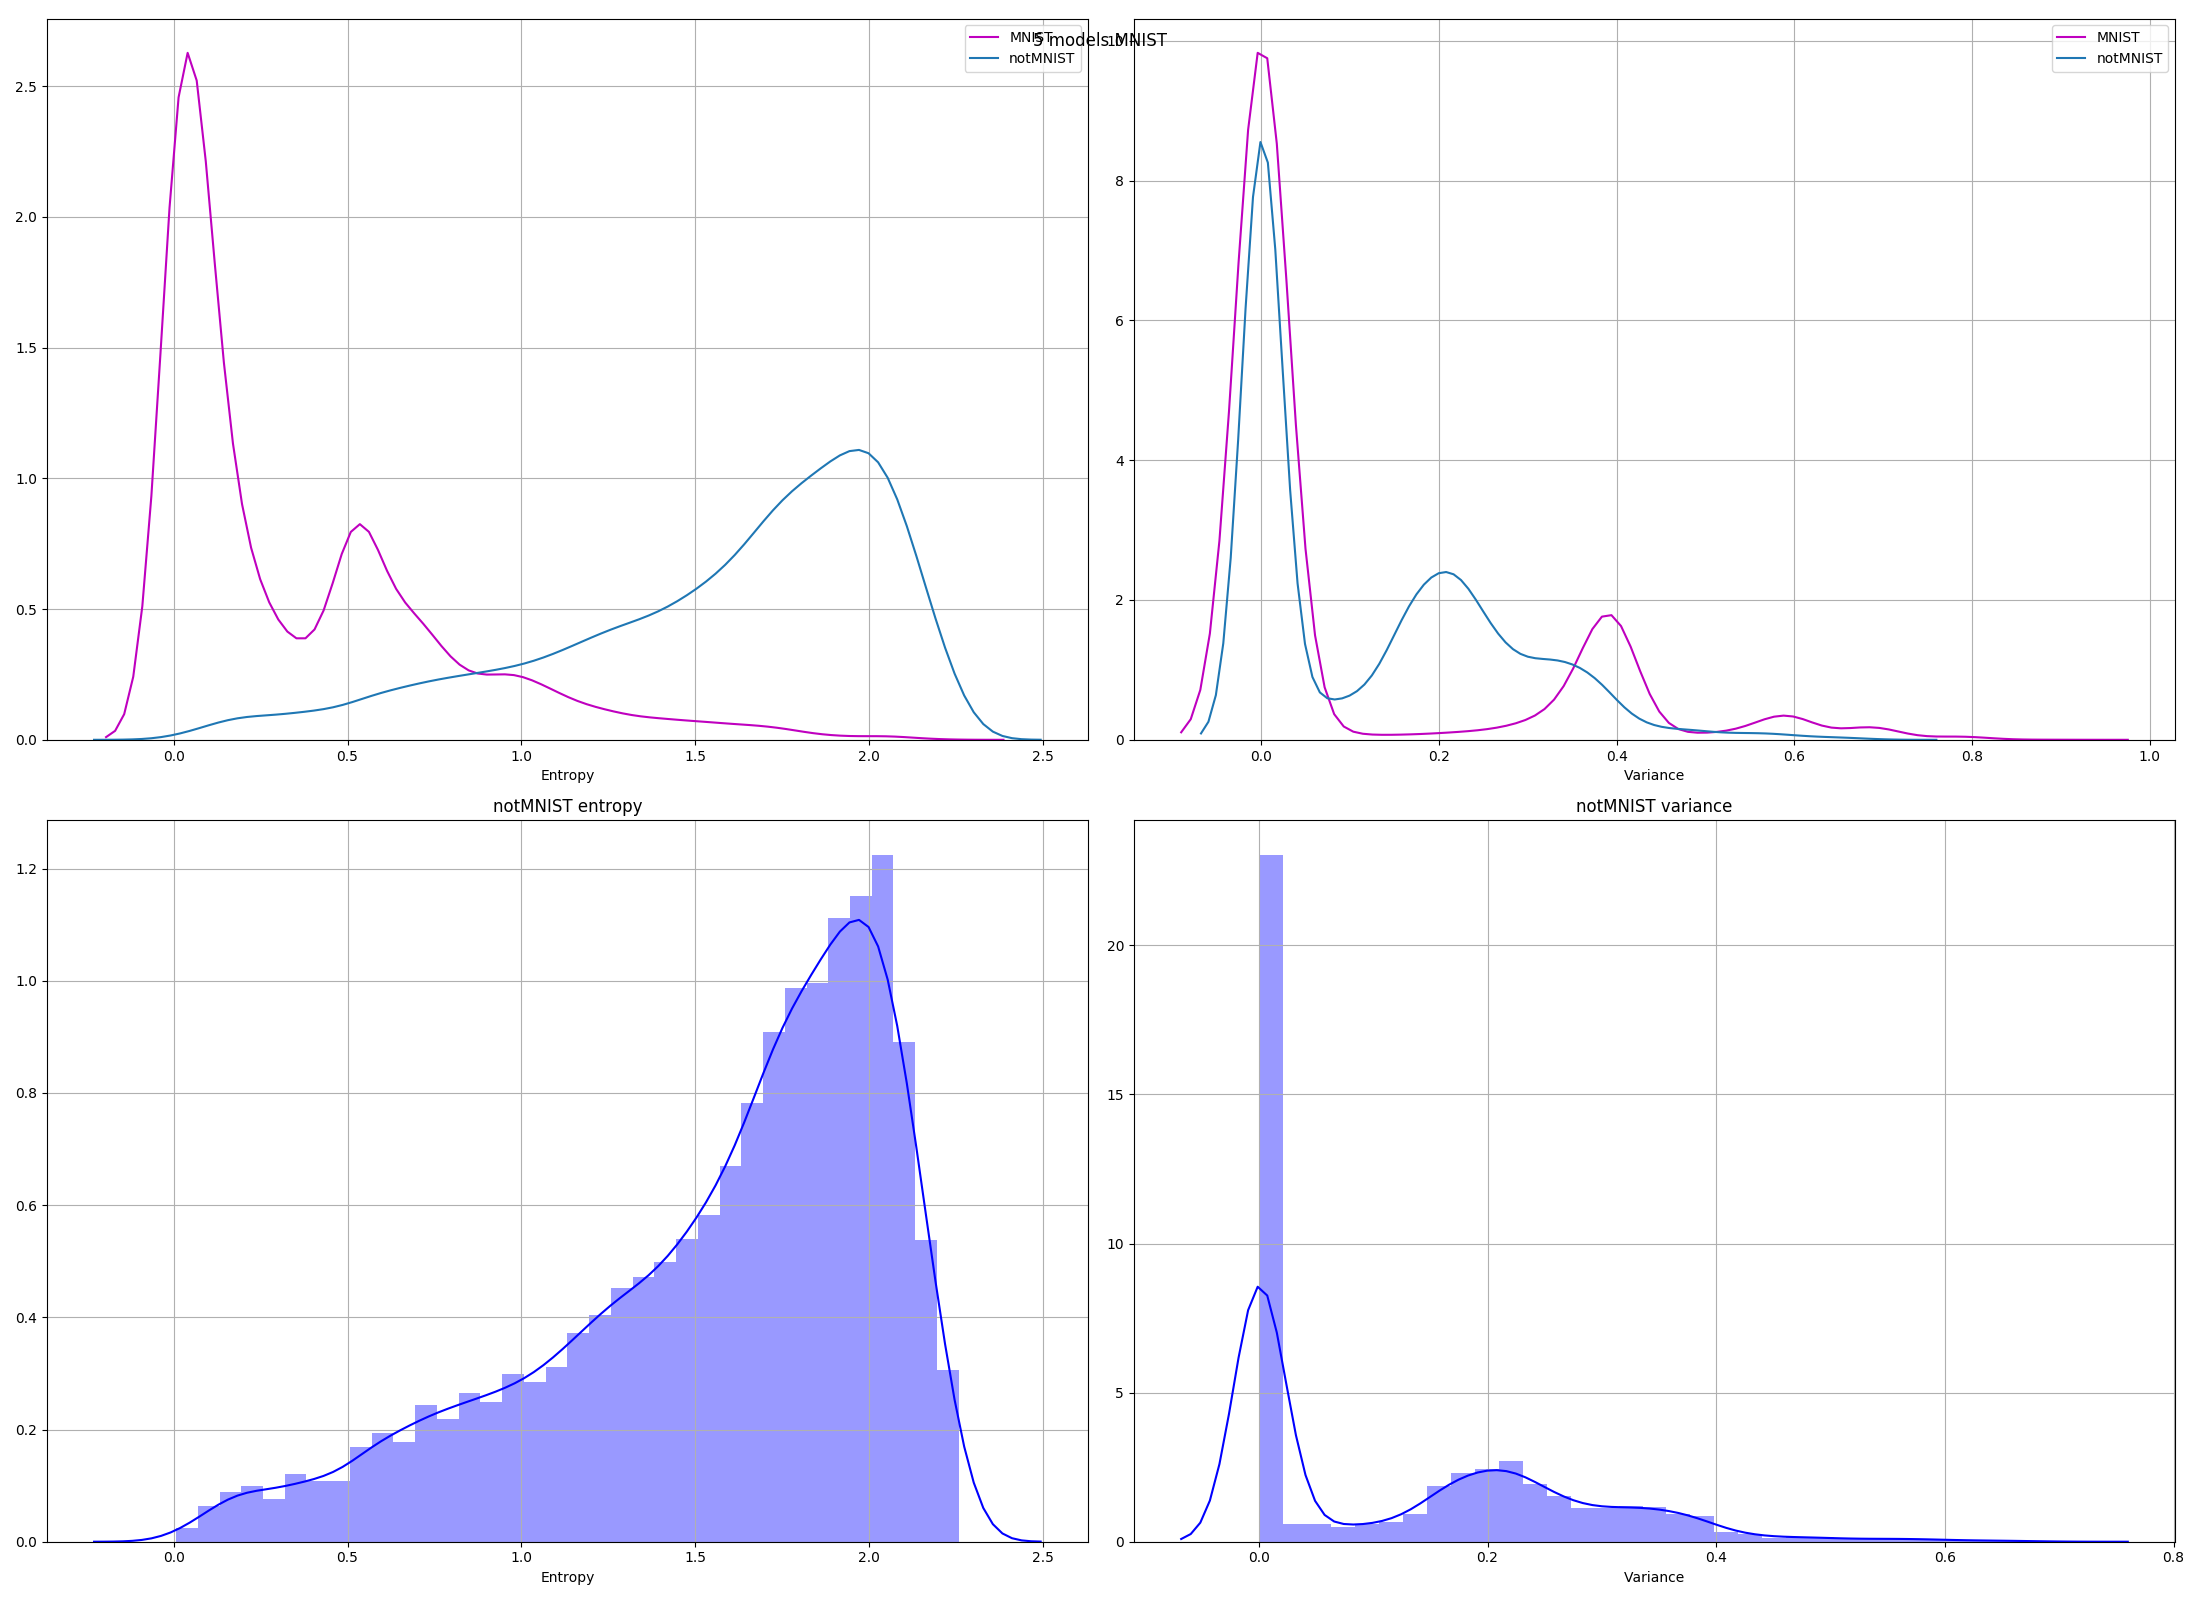 5 models MNIST
MNIST
notMNIST
2.5
2.0
1.5
1.0
0.5
0.0
0.0 0.5 1.0 1.5 2.0 2.5
Entropy
MNIST
notMNIST
10
8
6
4
2
0
0.0 0.2 0.4 0.6 0.8 1.0
Variance
notMNIST entropy
1.2
1.0
0.8
0.6
0.4
0.2
0.0
0.0 0.5 1.0 1.5 2.0 2.5
Entropy
notMNIST variance
20
15
10
5
0
0.0 0.2 0.4 0.6 0.8
Variance